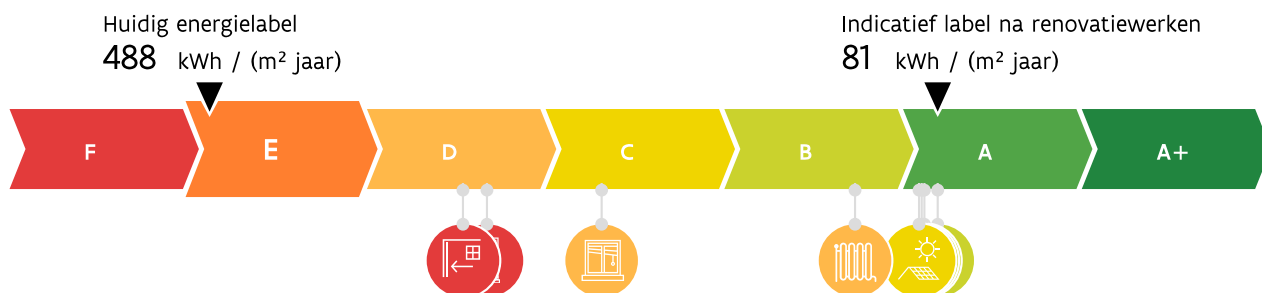 Huidig energielabel
488 kWh / (m² jaar)
Indicatief label na renovatiewerken
81 kWh / (m² jaar)
F E D C B A A+